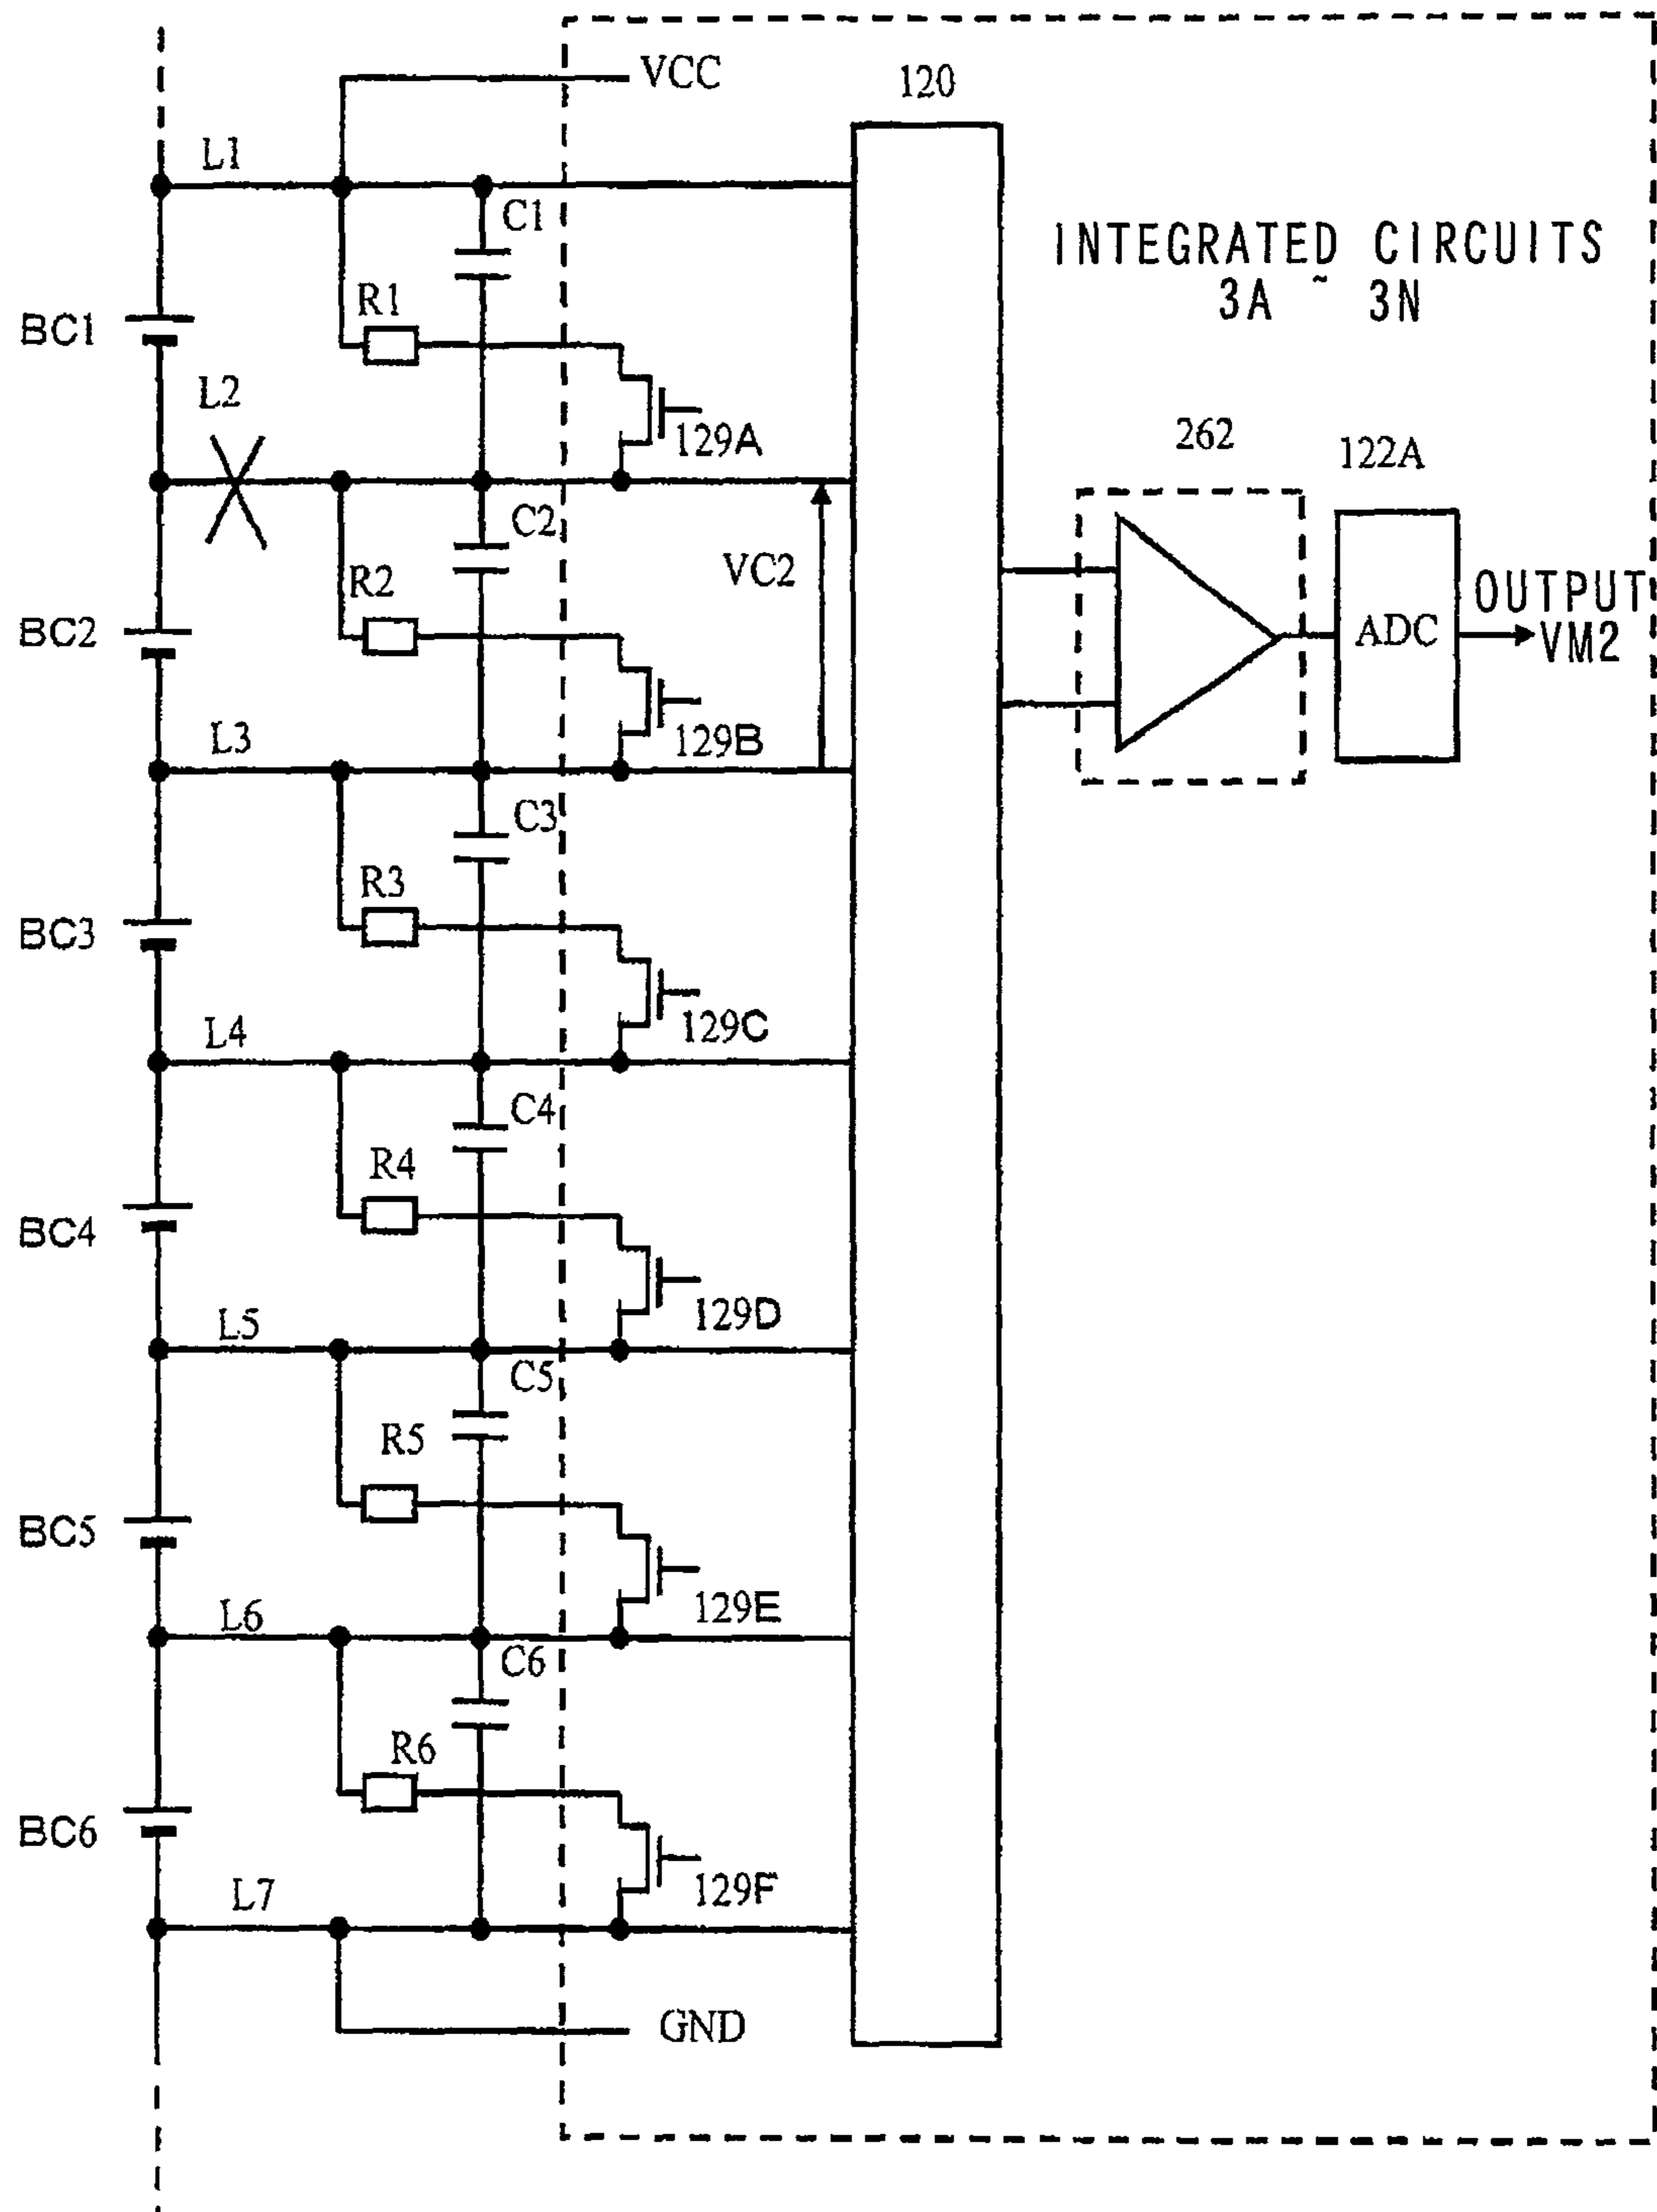 VCC
120
L1
C1
INTEGRATED CIRCUITS
3A ~ 3N
R1
BC1
L2
129A
262
122A
C2
VC2
R2
OUTPUT
VM2
ADC
BC2
L3
129B
C3
R3
BC3
L4
129C
C4
R4
BC4
L5
129D
C5
R5
BC5
L6
129E
C6
R6
BC6
L7
129F
GND